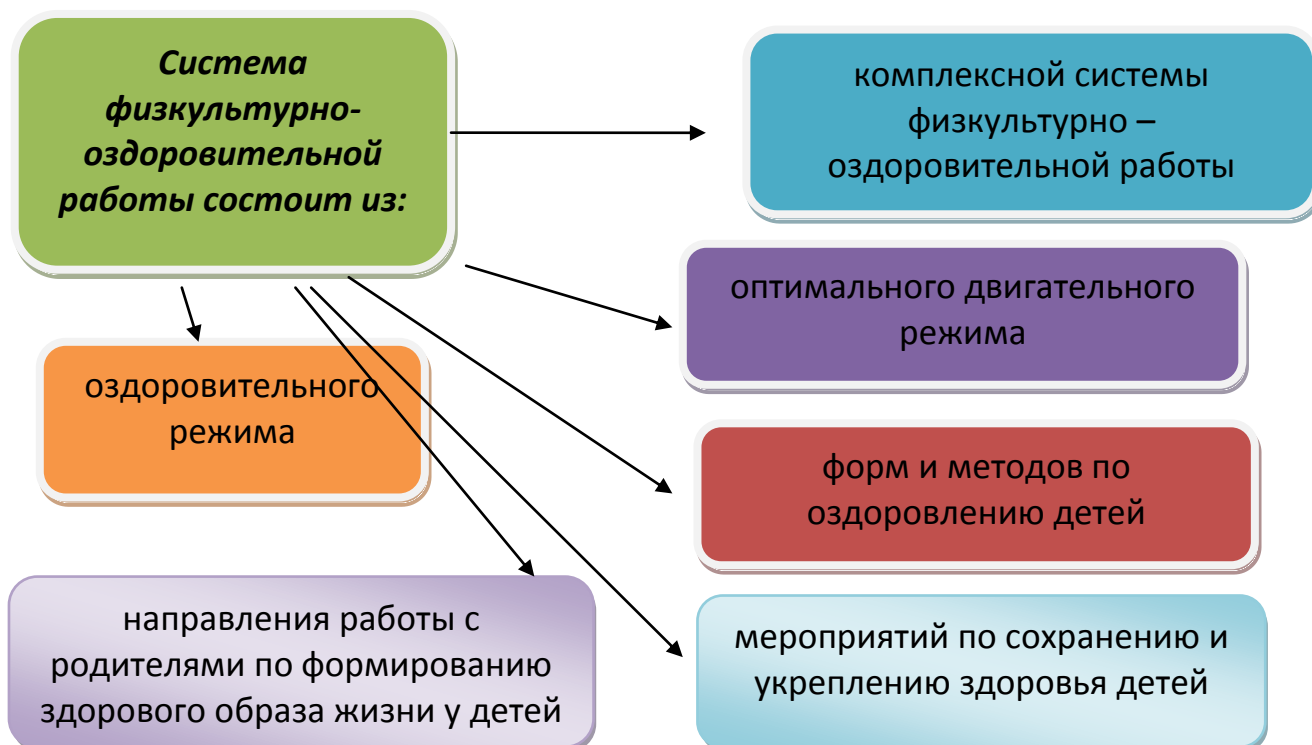 Система
физкультурно-
оздоровительной
работы состоит из:
комплексной системы
физкультурно –
оздоровительной работы
оптимального двигательного
режима
оздоровительного
режима
форм и методов по
оздоровлению детей
направления работы с
родителями по формированию
здорового образа жизни у детей
мероприятий по сохранению и
укреплению здоровья детей